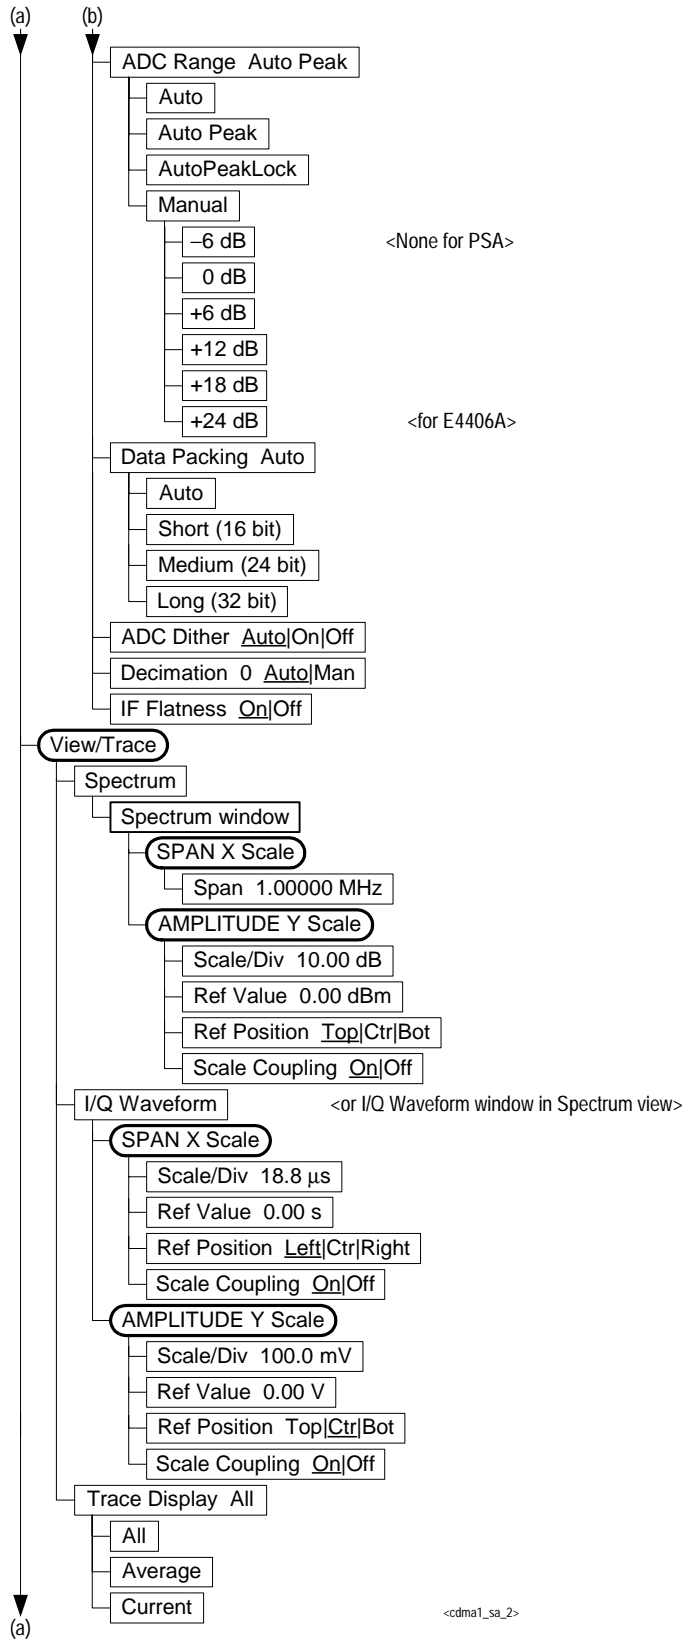 (a) (b)
ADC Range Auto Peak
Auto
Auto Peak
AutoPeakLock
Manual
–6 dB <None for PSA>
0 dB
+6 dB
+12 dB
+18 dB
+24 dB <for E4406A>
Data Packing Auto
Auto
Short (16 bit)
Medium (24 bit)
Long (32 bit)
ADC Dither Auto|On|Off
Decimation 0 Auto|Man
IF Flatness On|Off
View/Trace
Spectrum
Spectrum window
SPAN X Scale
Span 1.00000 MHz
AMPLITUDE Y Scale
Scale/Div 10.00 dB
Ref Value 0.00 dBm
Ref Position Top|Ctr|Bot
Scale Coupling On|Off
I/Q Waveform <or I/Q Waveform window in Spectrum view>
SPAN X Scale
Scale/Div 18.8 μs
Ref Value 0.00 s
Ref Position Left|Ctr|Right
Scale Coupling On|Off
AMPLITUDE Y Scale
Scale/Div 100.0 mV
Ref Value 0.00 V
Ref Position Top|Ctr|Bot
Scale Coupling On|Off
Trace Display All
All
Average
Current <cdma1_sa_2>
(a)